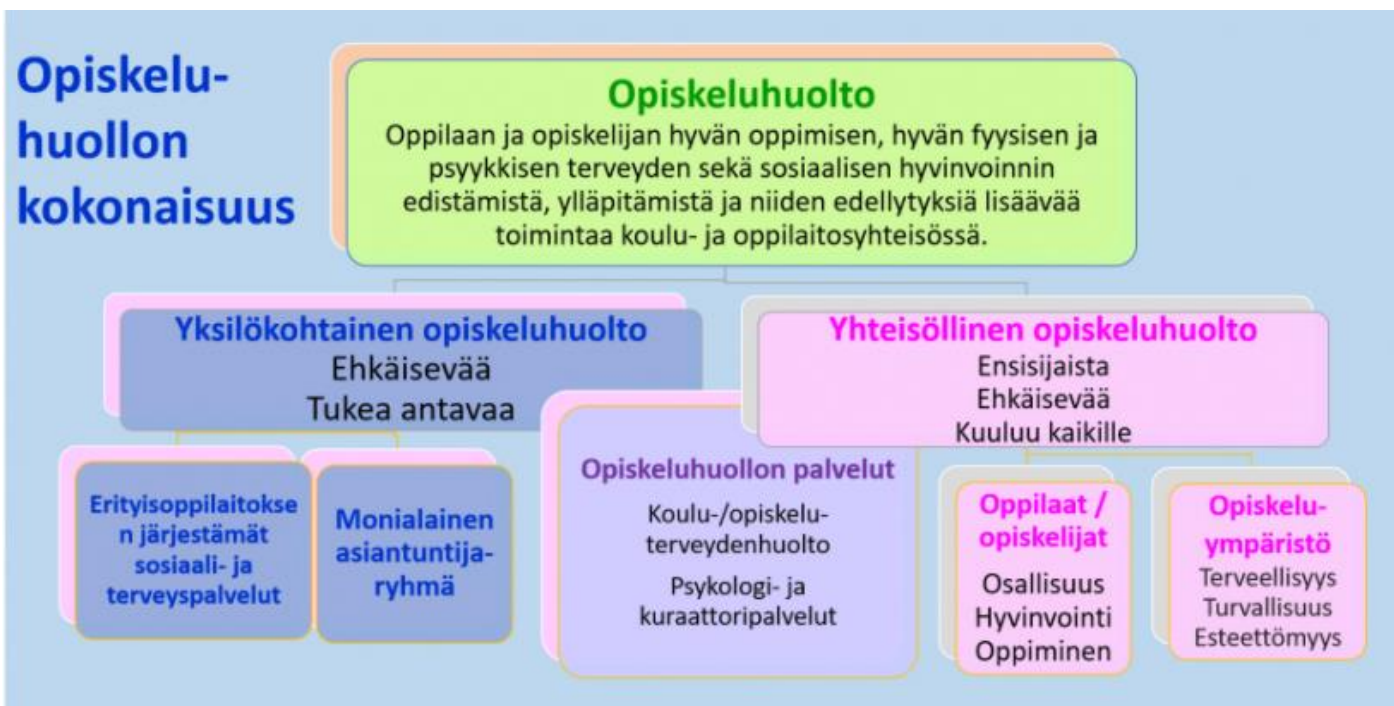 Opiskelu-
huollon
kokonaisuus
Opiskeluhuolto
Oppilaan ja opiskelijan hyvän oppimisen, hyvän fyysisen ja
psyykkisen terveyden sekä sosiaalisen hyvinvoinnin
edistämistä, ylläpitämistä ja niiden edellytyksiä lisäävää
toimintaa koulu- ja oppilaitosyhteisössä.
Yksilökohtainen opiskeluhuolto
Ehkäisevää
Tukea antavaa
Yhteisöllinen opiskeluhuolto
Ensisijaista
Ehkäisevää
Kuuluu kaikille
Erityisoppilaitokse
n järjestämät
sosiaali- ja
terveyspalvelut
Monialainen
asiantuntija-
ryhmä
Opiskeluhuollon palvelut
Koulu-/opiskelu-
terveydenhuolto
Psykologi- ja
kuraattoripalvelut
Oppilaat /
opiskelijat
Osallisuus
Hyvinvointi
Oppiminen
Opiskelu-
ympäristö
Terveellisyys
Turvallisuus
Esteettömyys